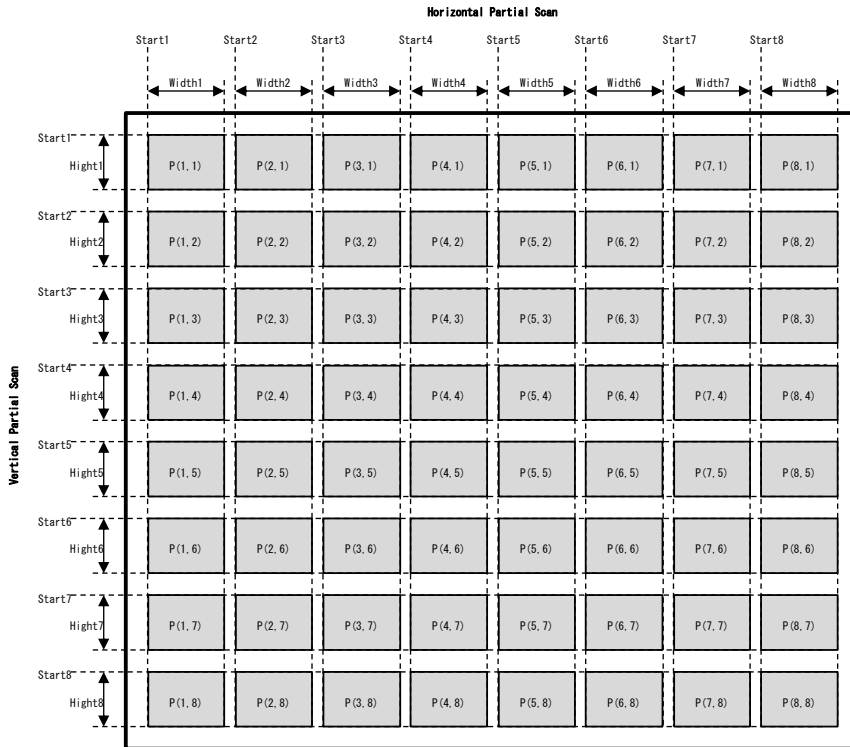 Horizontal Partial Scan
Start1 Start2 Start3 Start4 Start5 Start6 Start7 Start8
Width1 Width2 Width3 Width4 Width5 Width6 Width7 Width8
Vertical Partial Scan
Start1
Hight1 P(1,1) P(2,1) P(3,1) P(4,1) P(5,1) P(6,1) P(7,1) P(8,1)
Start2
Hight2 P(1,2) P(2,2) P(3,2) P(4,2) P(5,2) P(6,2) P(7,2) P(8,2)
Start3
Hight3 P(1,3) P(2,3) P(3,3) P(4,3) P(5,3) P(6,3) P(7,3) P(8,3)
Start4
Hight4 P(1,4) P(2,4) P(3,4) P(4,4) P(5,4) P(6,4) P(7,4) P(8,4)
Start5
Hight5 P(1,5) P(2,5) P(3,5) P(4,5) P(5,5) P(6,5) P(7,5) P(8,5)
Start6
Hight6 P(1,6) P(2,6) P(3,6) P(4,6) P(5,6) P(6,6) P(7,6) P(8,6)
Start7
Hight7 P(1,7) P(2,7) P(3,7) P(4,7) P(5,7) P(6,7) P(7,7) P(8,7)
Start8
Hight8 P(1,8) P(2,8) P(3,8) P(4,8) P(5,8) P(6,8) P(7,8) P(8,8)